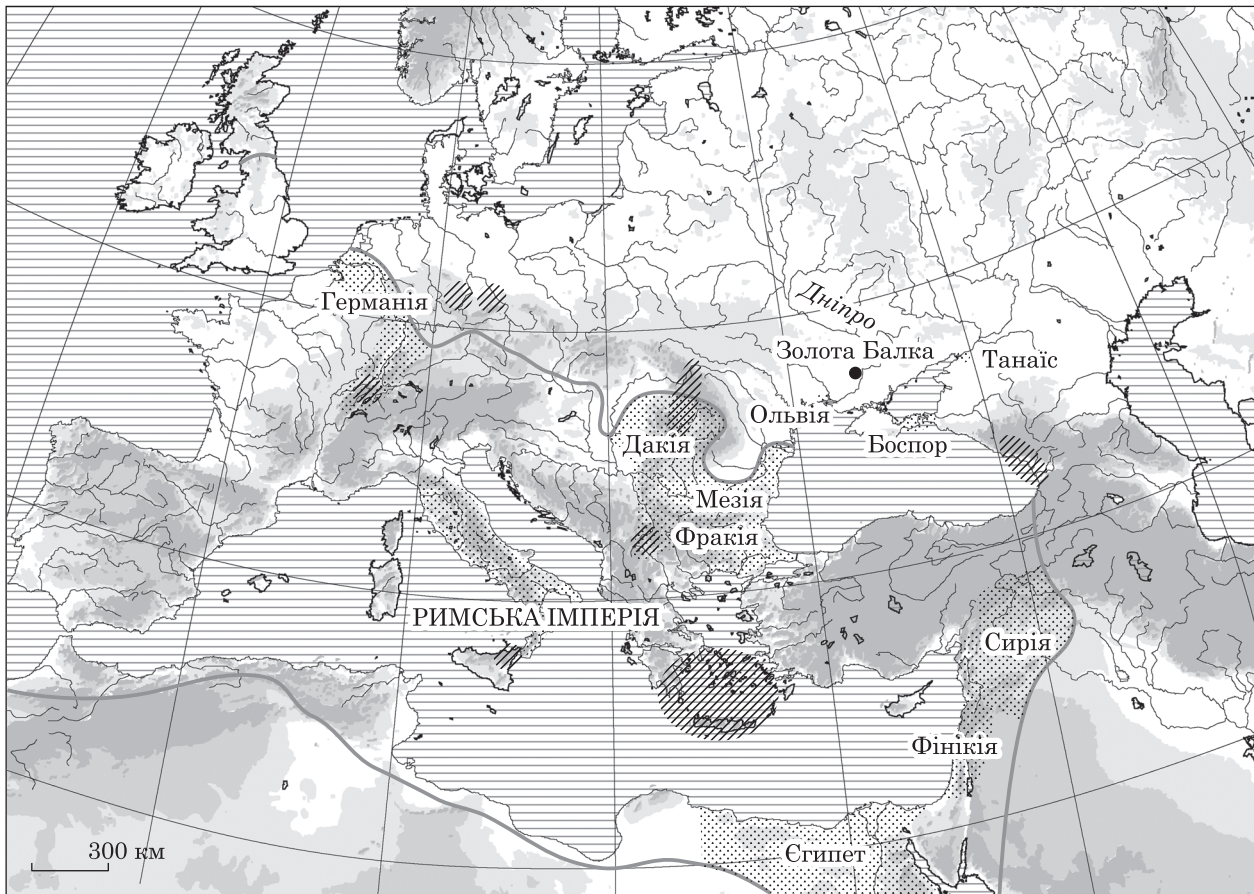 Германія
Дніпро
Золота Балка
Танаїс
Ольвія
Дакія
Боспор
Мезія
Фракія
РИМСЬКА ІМПЕРІЯ
Сирія
Фінікія
Єгипет
300 км